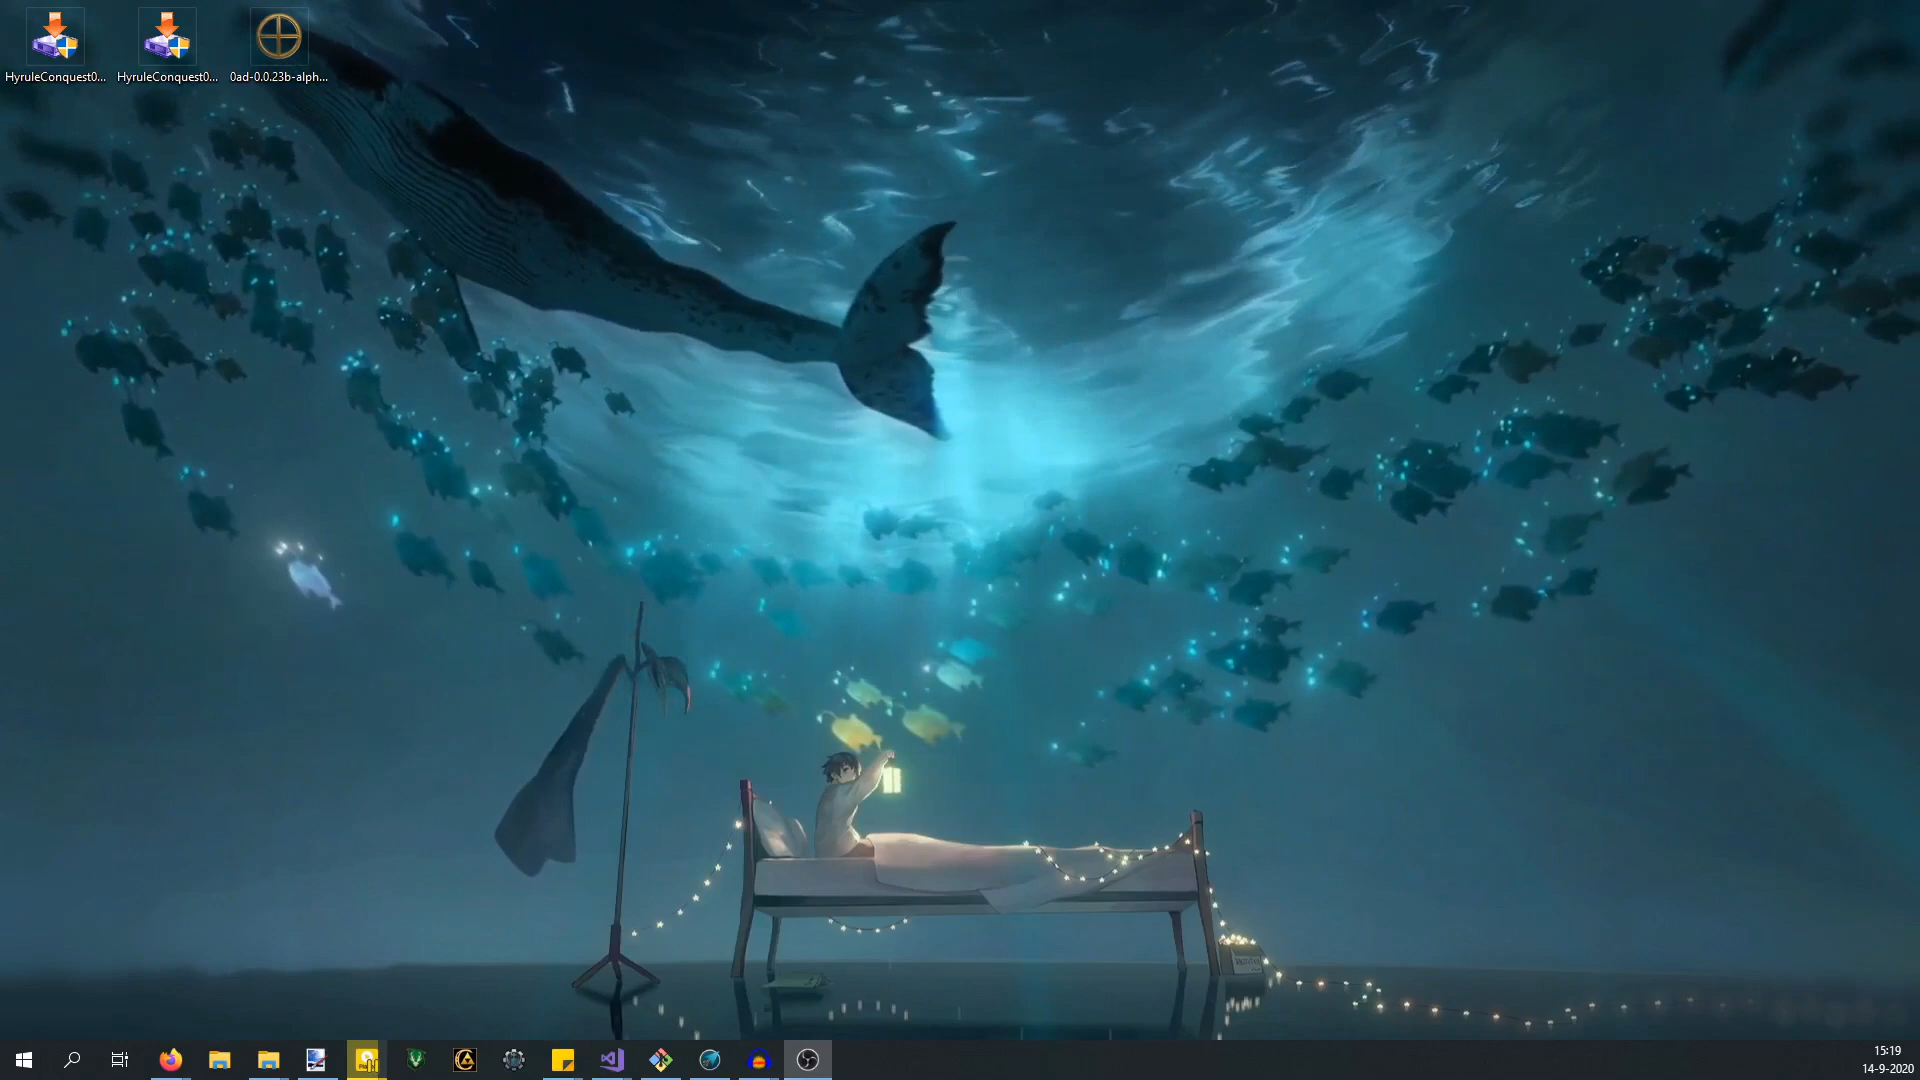 HyruleConquest0...
HyruleConquest0...
0ad-0.0.23b-alph...
15:19
14-9-2020